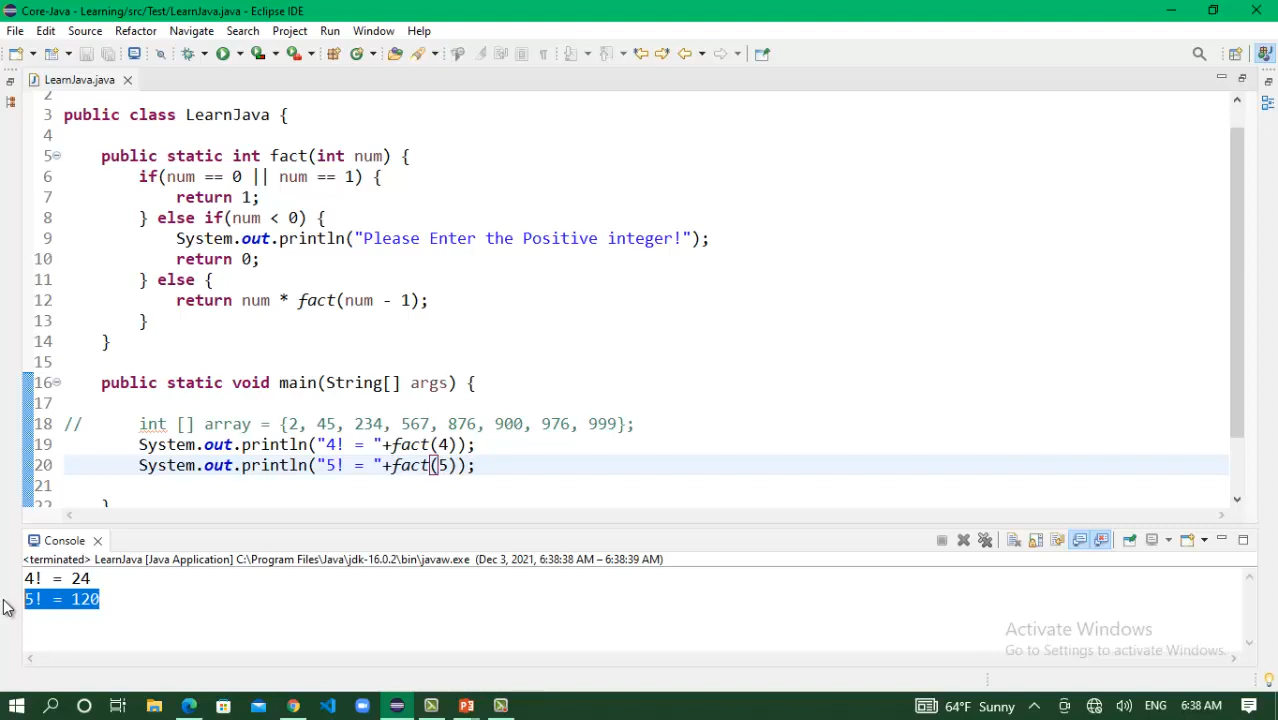 Core-Java - Learning/src/Test/LearnJava.java - Eclipse IDE
File Edit Source Refactor Navigate Search Project Run Window Help
LearnJava.java
2
3 public class LearnJava {
4
5 public static int fact(int num) {
6 if(num == 0 || num == 1) {
7 return 1;
8 } else if(num < 0) {
9 System.out.println("Please Enter the Positive integer!");
10 return 0;
11 } else {
12 return num * fact(num - 1);
13 }
14 }
15
16 public static void main(String[] args) {
17
18 // int [] array = {2, 45, 234, 567, 876, 900, 976, 999};
19 System.out.println("4! = "+fact(4));
20 System.out.println("5! = "+fact(5));
21
22 }
Console
<terminated> LearnJava [Java Application] C:\Program Files\Java\jdk-16.0.2\bin\javaw.exe (Dec 3, 2021, 6:38:38 AM – 6:38:39 AM)
4! = 24
5! = 120
Activate Windows
Go to Settings to activate Windows.
64°F Sunny ENG 6:38 AM